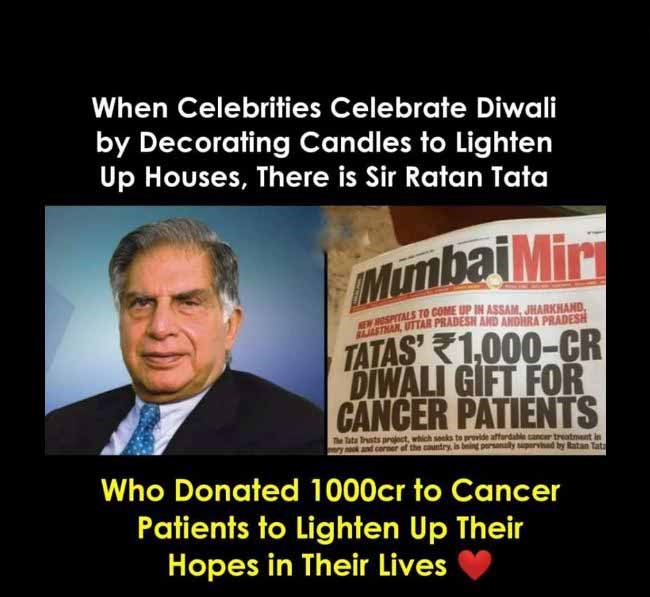 When Celebrities Celebrate Diwali
by Decorating Candles to Lighten
Up Houses, There is Sir Ratan Tata
MumbaiMirr
NEW HOSPITALS TO COME UP IN ASSAM, JHARKHAND,
RAJASTHAN, UTTAR PRADESH AND ANDHRA PRADESH
TATAS' ₹1,000-CR
DIWALI GIFT FOR
CANCER PATIENTS
The Tata Trusts project, which seeks to provide affordable cancer treatment in
every nook and corner of the country, is being personally supervised by Ratan Tata
Who Donated 1000cr to Cancer
Patients to Lighten Up Their
Hopes in Their Lives ❤️